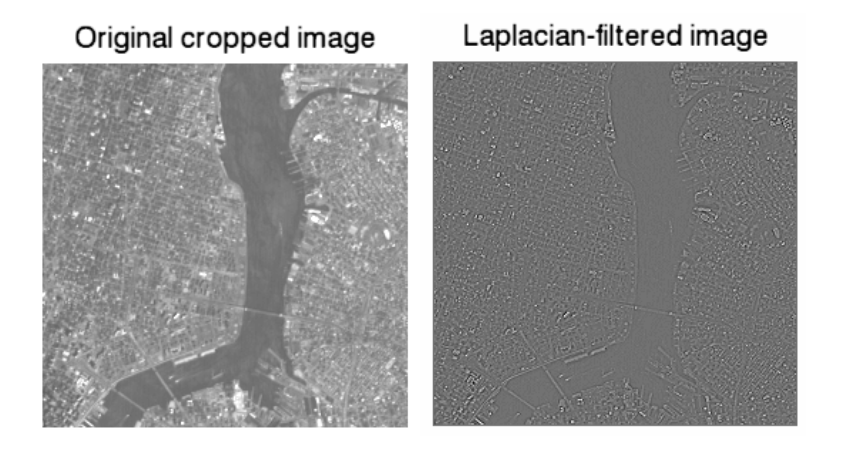 Original cropped image
Laplacian-filtered image